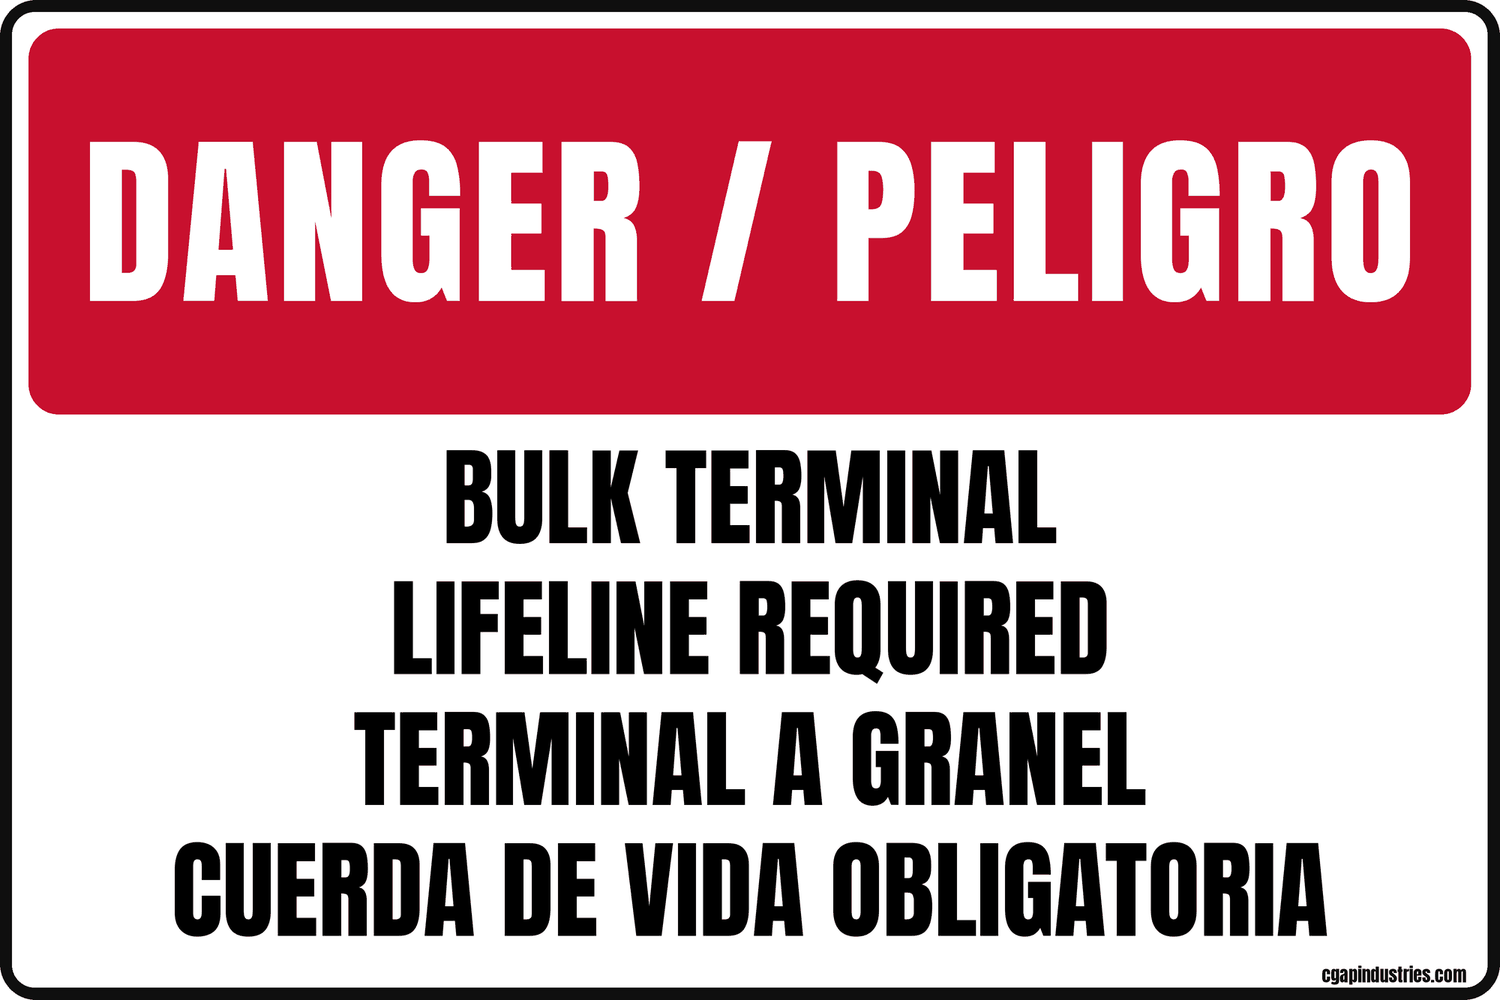 DANGER / PELIGRO
BULK TERMINAL
LIFELINE REQUIRED
TERMINAL A GRANEL
CUERDA DE VIDA OBLIGATORIA
cgapindustries.com